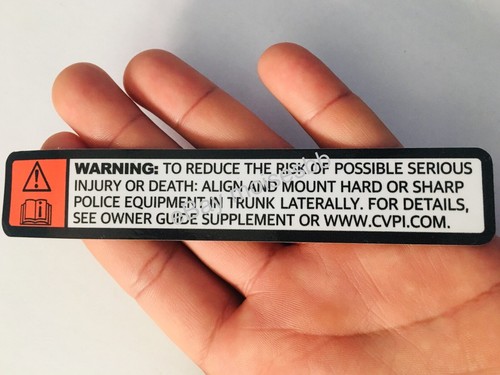 WARNING: TO REDUCE THE RISK OF POSSIBLE SERIOUS
INJURY OR DEATH: ALIGN AND MOUNT HARD OR SHARP
POLICE EQUIPMENT IN TRUNK LATERALLY. FOR DETAILS,
SEE OWNER GUIDE SUPPLEMENT OR WWW.CVPI.COM.